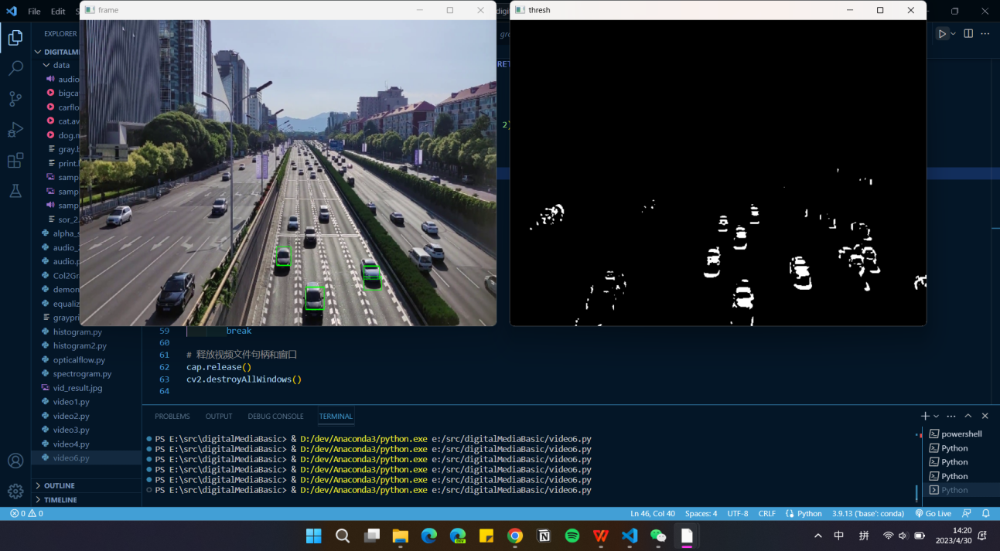 frame
thresh
File Edit
EXPLORER
DIGITALM
data
audio
bigca
carflo
cat.av
dog.m
gray.b
print.
samp
samp
samp
sor_2.
alpha_s
audio_2
audio.p
Col2Gr
demon
equaliz
graypri
histogram.py
histogram2.py
opticalflow.py
spectrogram.py
vid_result.jpg
video1.py
video2.py
video3.py
video4.py
video6.py
OUTLINE
TIMELINE
RET
2)
59 break
60
61 # 释放视频文件句柄和窗口
62 cap.release()
63 cv2.destroyAllWindows()
64
PROBLEMS OUTPUT DEBUG CONSOLE TERMINAL
PS E:\src\digitalMediaBasic> & D:/dev/Anaconda3/python.exe e:/src/digitalMediaBasic/video6.py
PS E:\src\digitalMediaBasic> & D:/dev/Anaconda3/python.exe e:/src/digitalMediaBasic/video6.py
PS E:\src\digitalMediaBasic> & D:/dev/Anaconda3/python.exe e:/src/digitalMediaBasic/video6.py
PS E:\src\digitalMediaBasic> & D:/dev/Anaconda3/python.exe e:/src/digitalMediaBasic/video6.py
PS E:\src\digitalMediaBasic> & D:/dev/Anaconda3/python.exe e:/src/digitalMediaBasic/video6.py
PS E:\src\digitalMediaBasic> & D:/dev/Anaconda3/python.exe e:/src/digitalMediaBasic/video6.py
powershell
Python
Python
Python
Python
0 0
Ln 46, Col 40 Spaces: 4 UTF-8 CRLF Python 3.9.13 ('base': conda) Go Live
DEV
中 拼
14:20
2023/4/30